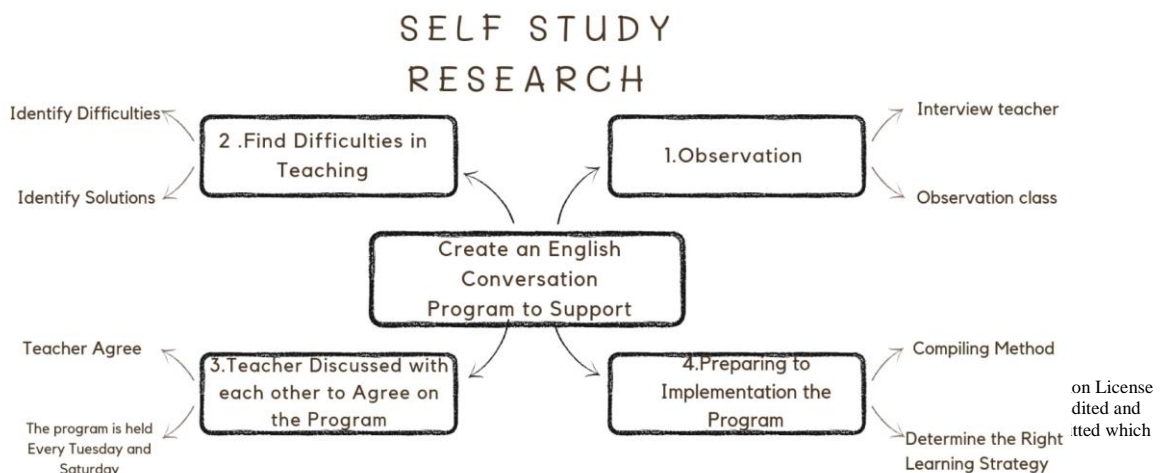 SELF STUDY
RESEARCH
Identify Difficulties
2 .Find Difficulties in
Teaching
Identify Solutions
1.Observation
Interview teacher
Observation class
Create an English
Conversation
Program to Support
Teacher Agree
3.Teacher Discussed with
each other to Agree on
the Program
The program is held
Every Tuesday and
Saturday
4.Preparing to
Implementation the
Program
Compiling Method
Determine the Right
Learning Strategy
on License
dited and
tted which